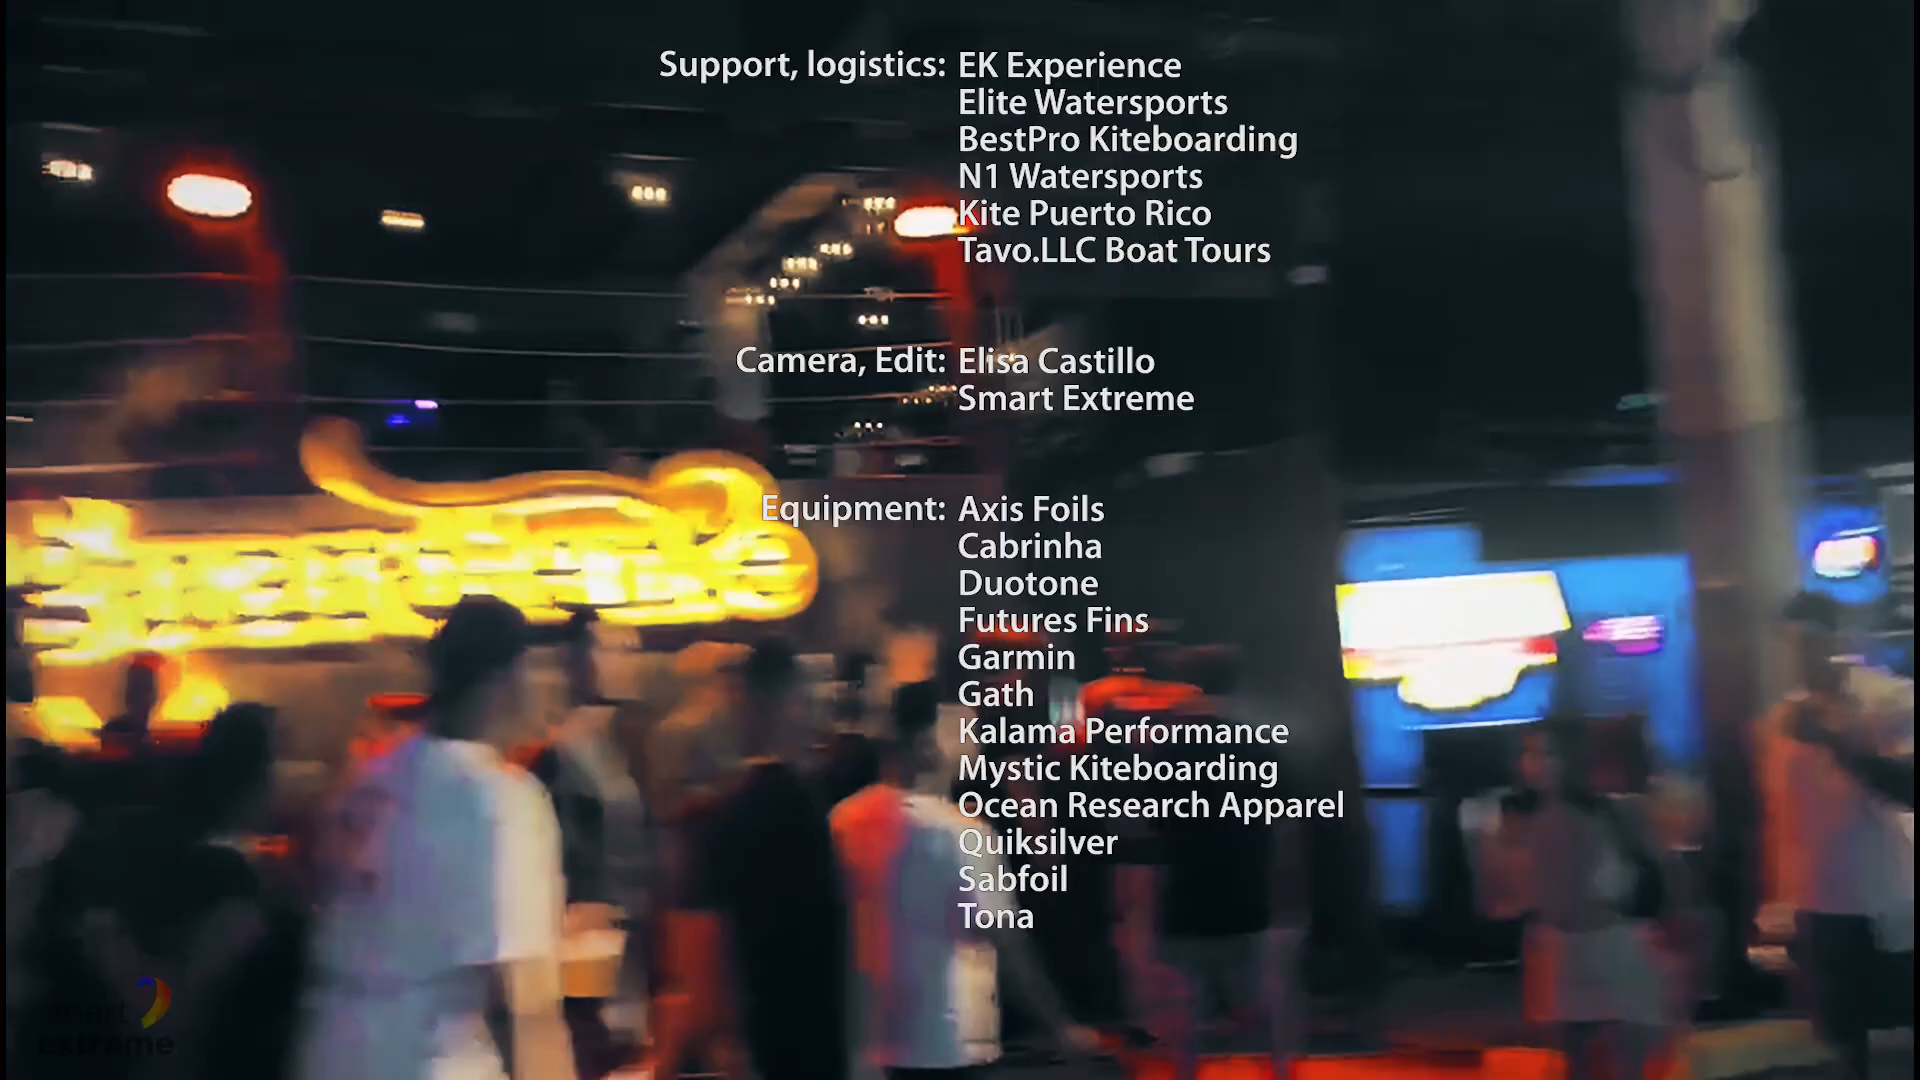 Support, logistics: EK Experience
Elite Watersports
BestPro Kiteboarding
N1 Watersports
Kite Puerto Rico
Tavo.LLC Boat Tours
Camera, Edit: Elisa Castillo
Smart Extreme
Equipment: Axis Foils
Cabrinha
Duotone
Futures Fins
Garmin
Gath
Kalama Performance
Mystic Kiteboarding
Ocean Research Apparel
Quiksilver
Sabfoil
Tona
smart
extreme